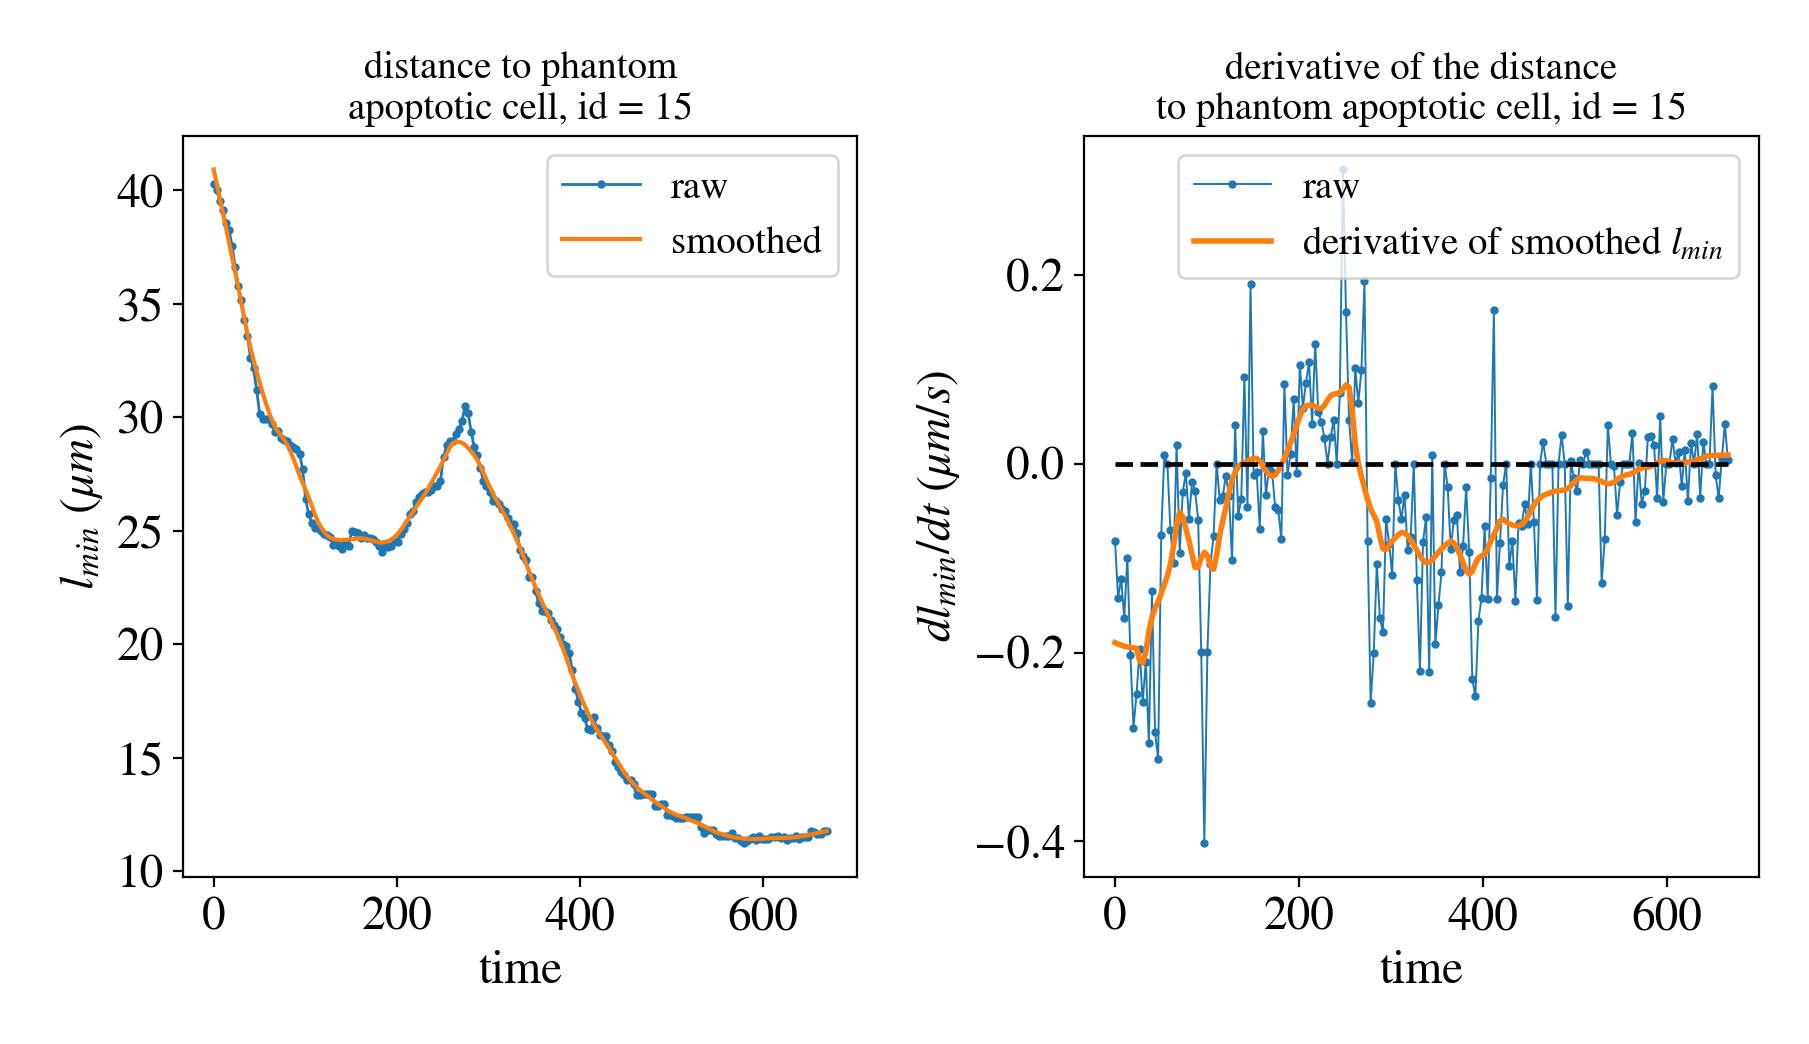 distance to phantom
apoptotic cell, id = 15
raw
smoothed
40
35
30
25
20
15
10
l_min (μm)
0 200 400 600
time
derivative of the distance
to phantom apoptotic cell, id = 15
raw
derivative of smoothed l_min
0.2
0.0
−0.2
−0.4
dl_min/dt (μm/s)
0 200 400 600
time